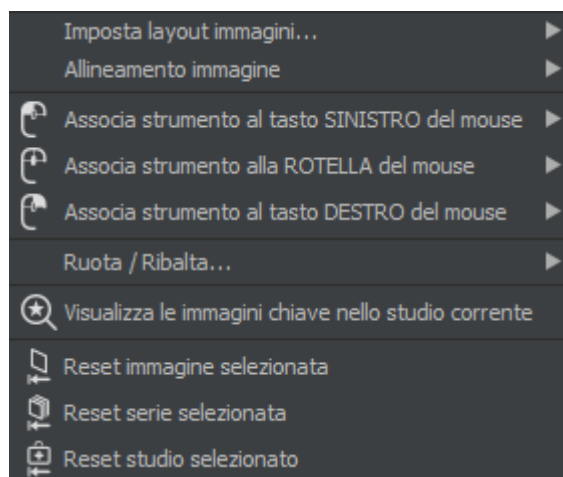 Imposta layout immagini...
Allineamento immagine
Associa strumento al tasto SINISTRO del mouse
Associa strumento alla ROTELLA del mouse
Associa strumento al tasto DESTRO del mouse
Ruota / Ribalta...
Visualizza le immagini chiave nello studio corrente
Reset immagine selezionata
Reset serie selezionata
Reset studio selezionato